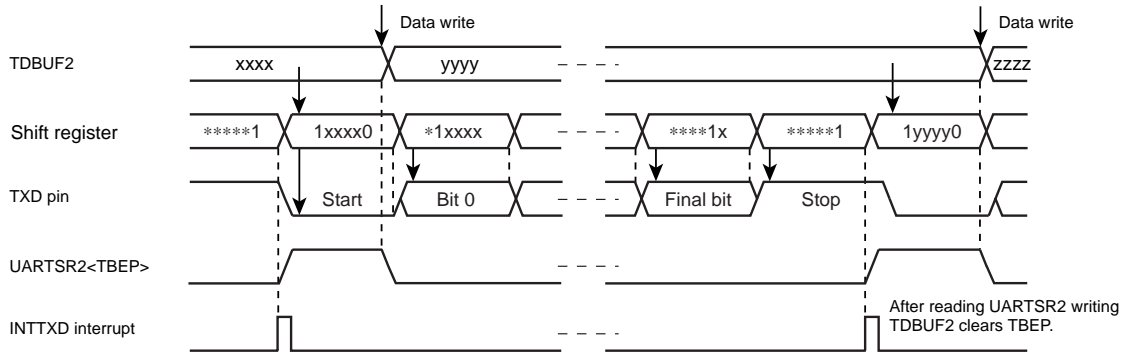 Data write
Data write
TDBUF2
xxxx
yyyy
zzzz
Shift register
*****1
1xxxx0
*1xxxx
****1x
*****1
1yyyy0
TXD pin
Start
Bit 0
Final bit
Stop
UARTSR2<TBEP>
After reading UARTSR2 writing
TDBUF2 clears TBEP.
INTTXD interrupt